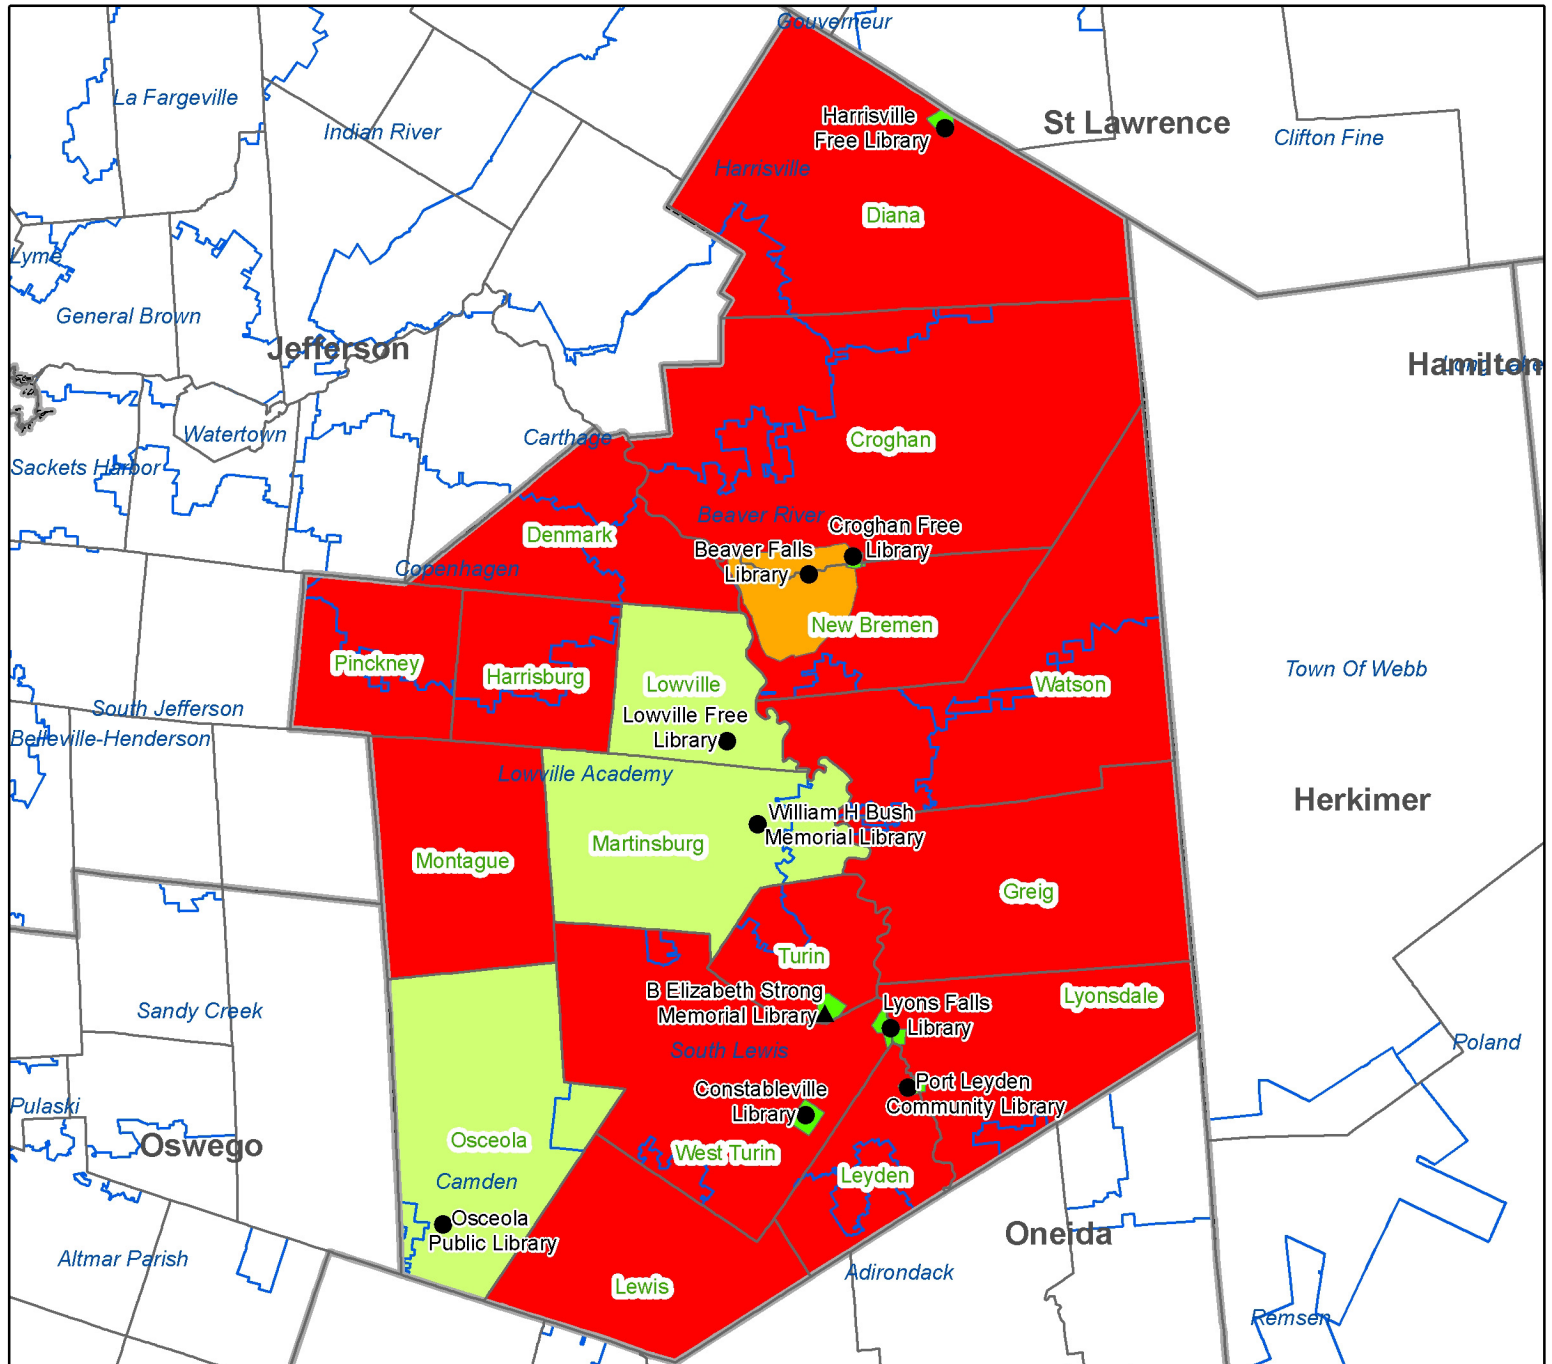 Gouverneur
La Fargeville
Indian River
Harrisville
Free Library
St Lawrence
Clifton Fine
Harrisville
Diana
Lyme
General Brown
Jefferson
Hamilton
Long Lake
Watertown
Carthage
Croghan
Sackets Harbor
Beaver River
Croghan Free
Library
Denmark
Beaver Falls
Library
Copenhagen
New Bremen
Pinckney
Harrisburg
Lowville
Watson
Town Of Webb
South Jefferson
Lowville Free
Library
Belleville-Henderson
Lowville Academy
Herkimer
William H Bush
Memorial Library
Martinsburg
Montague
Greig
Turin
B Elizabeth Strong
Memorial Library
Lyonsdale
Lyons Falls
Library
Sandy Creek
South Lewis
Poland
Port Leyden
Community Library
Constableville
Library
Pulaski
Oswego
Osceola
West Turin
Leyden
Camden
Osceola
Public Library
Oneida
Altmar Parish
Adirondack
Lewis
Remsen